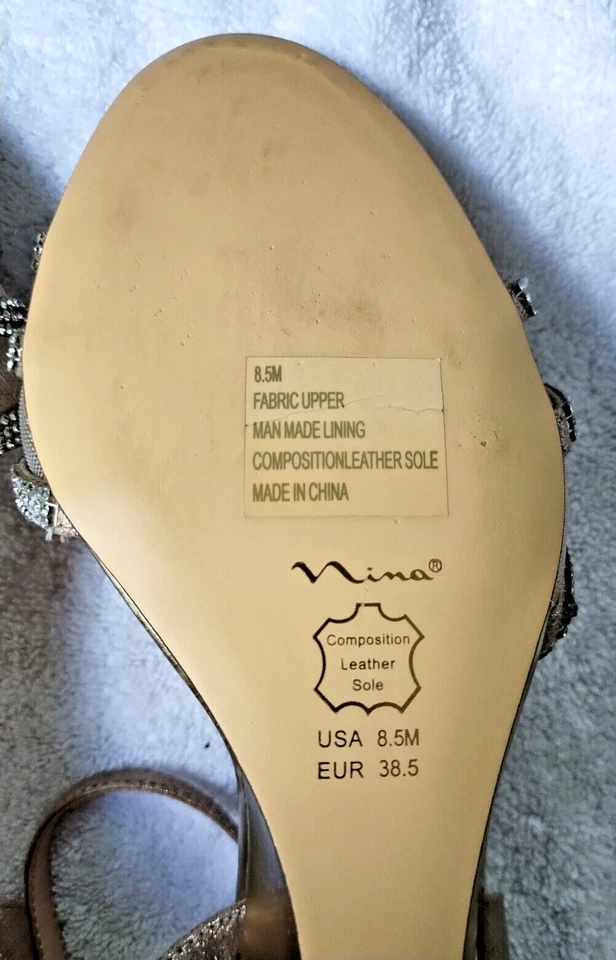 8.5M
FABRIC UPPER
MAN MADE LINING
COMPOSITIONLEATHER SOLE
MADE IN CHINA
Nina®
Composition
Leather
Sole
USA 8.5M
EUR 38.5